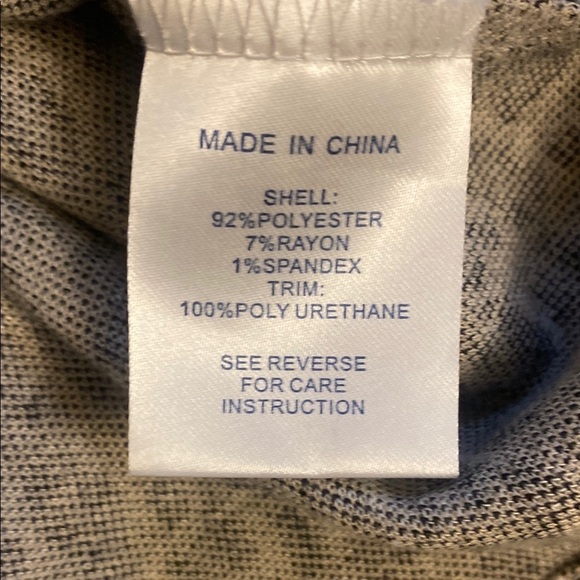 MADE IN CHINA
SHELL:
92%POLYESTER
7%RAYON
1%SPANDEX
TRIM:
100%POLY URETHANE
SEE REVERSE
FOR CARE
INSTRUCTION